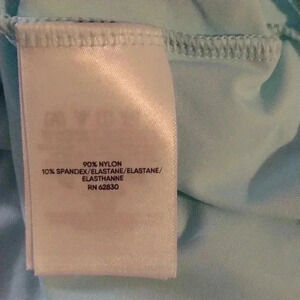 90% NYLON
10% SPANDEX/ELASTANE/ELASTANE/
ELASTHANNE
RN 62830